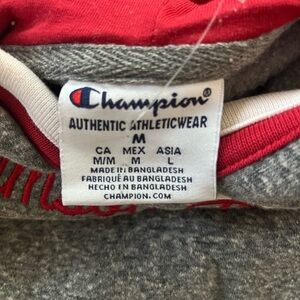 Champion®
AUTHENTIC ATHLETICWEAR
M
CA MEX ASIA
M/M M L
MADE IN BANGLADESH
FABRIQUÉ AU BANGLADESH
HECHO EN BANGLADESH
CHAMPION.COM